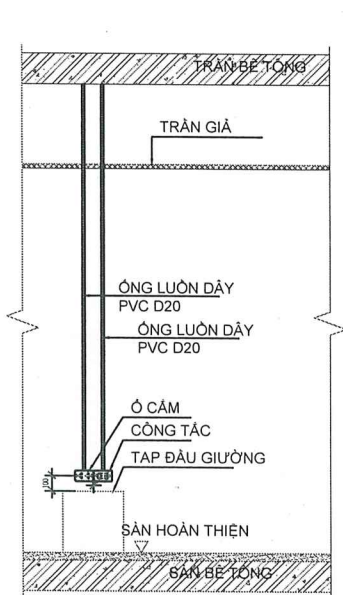 TRẦN BÊ TÔNG
TRẦN GIẢ
ỐNG LUỒN DÂY
PVC D20
ỐNG LUỒN DÂY
PVC D20
Ổ CẮM
CÔNG TẮC
TAP ĐẦU GIƯỜNG
100
SÀN HOÀN THIỆN
SÀN BÊ TÔNG